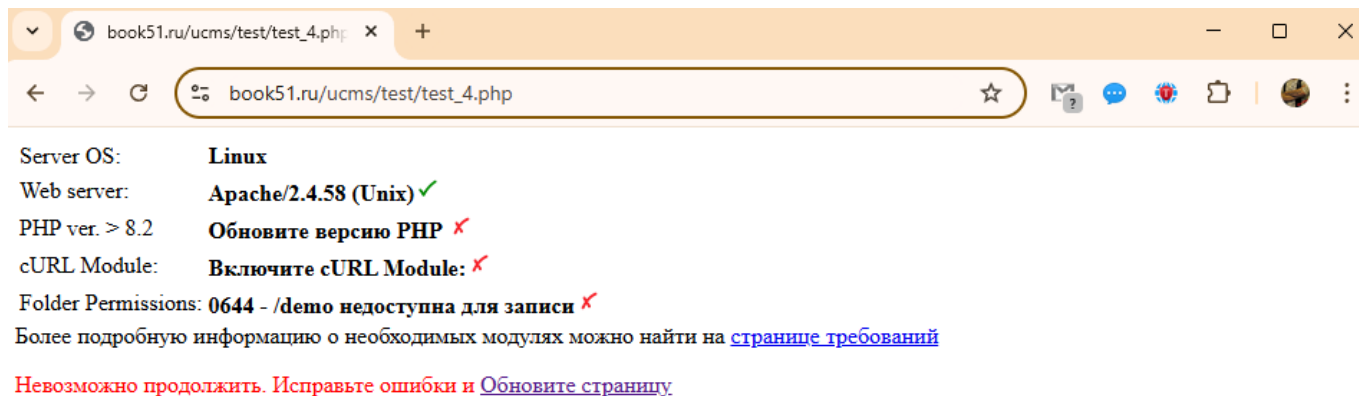 book51.ru/ucms/test/test_4.php
book51.ru/ucms/test/test_4.php
?
Server OS: Linux
Web server: Apache/2.4.58 (Unix)
PHP ver. > 8.2 Обновите версию PHP
cURL Module: Включите cURL Module:
Folder Permissions: 0644 - /demo недоступна для записи
Более подробную информацию о необходимых модулях можно найти на странице требований
Невозможно продолжить. Исправьте ошибки и Обновите страницу